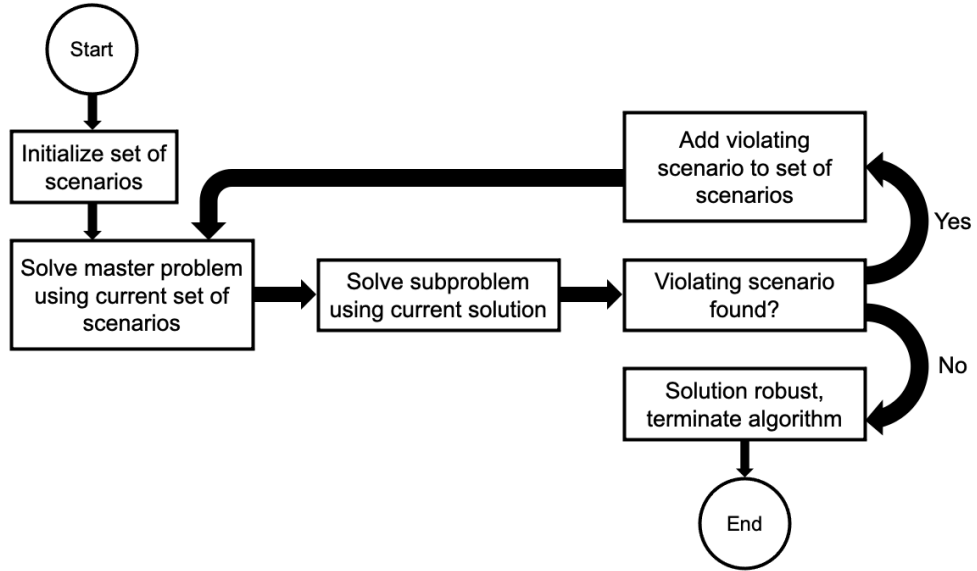 Start
Initialize set of
scenarios
Solve master problem
using current set of
scenarios
Solve subproblem
using current solution
Violating scenario
found?
Yes
Add violating
scenario to set of
scenarios
No
Solution robust,
terminate algorithm
End